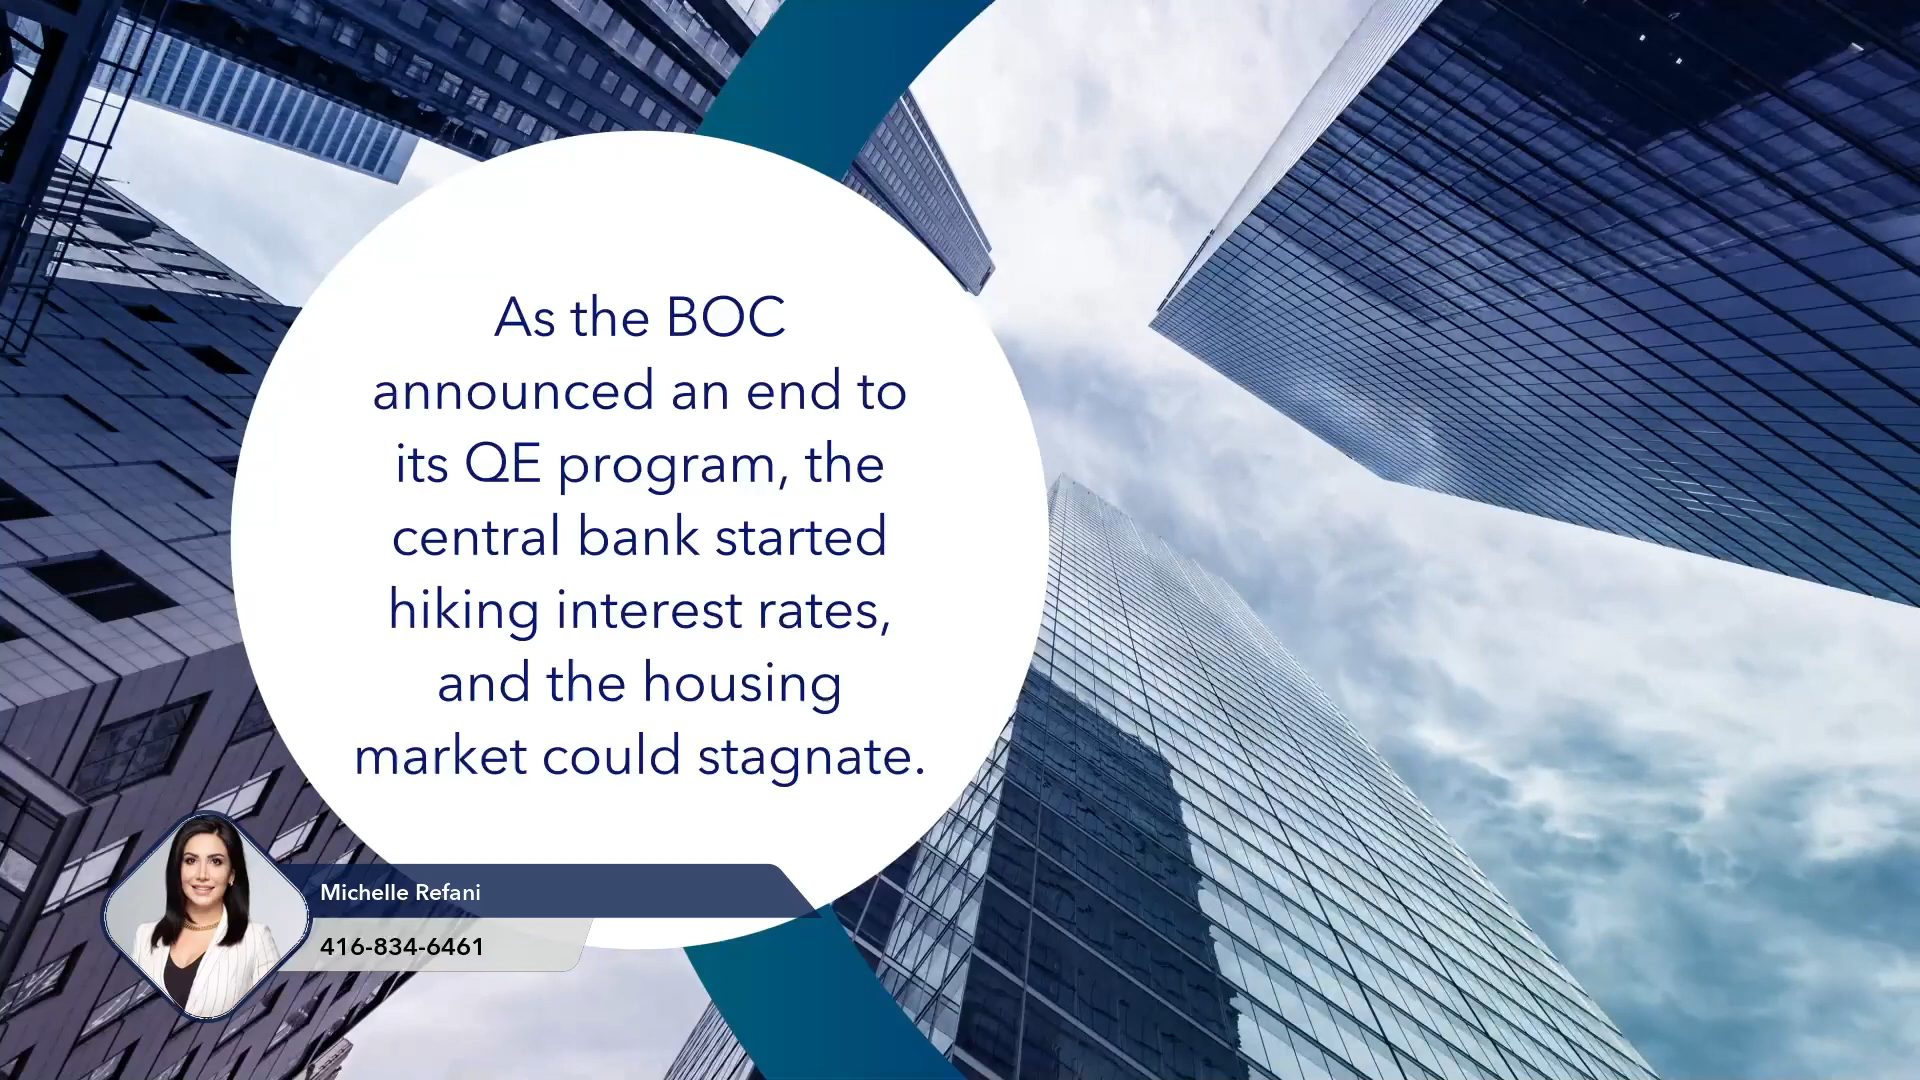 As the BOC
announced an end to
its QE program, the
central bank started
hiking interest rates,
and the housing
market could stagnate.
Michelle Refani
416-834-6461